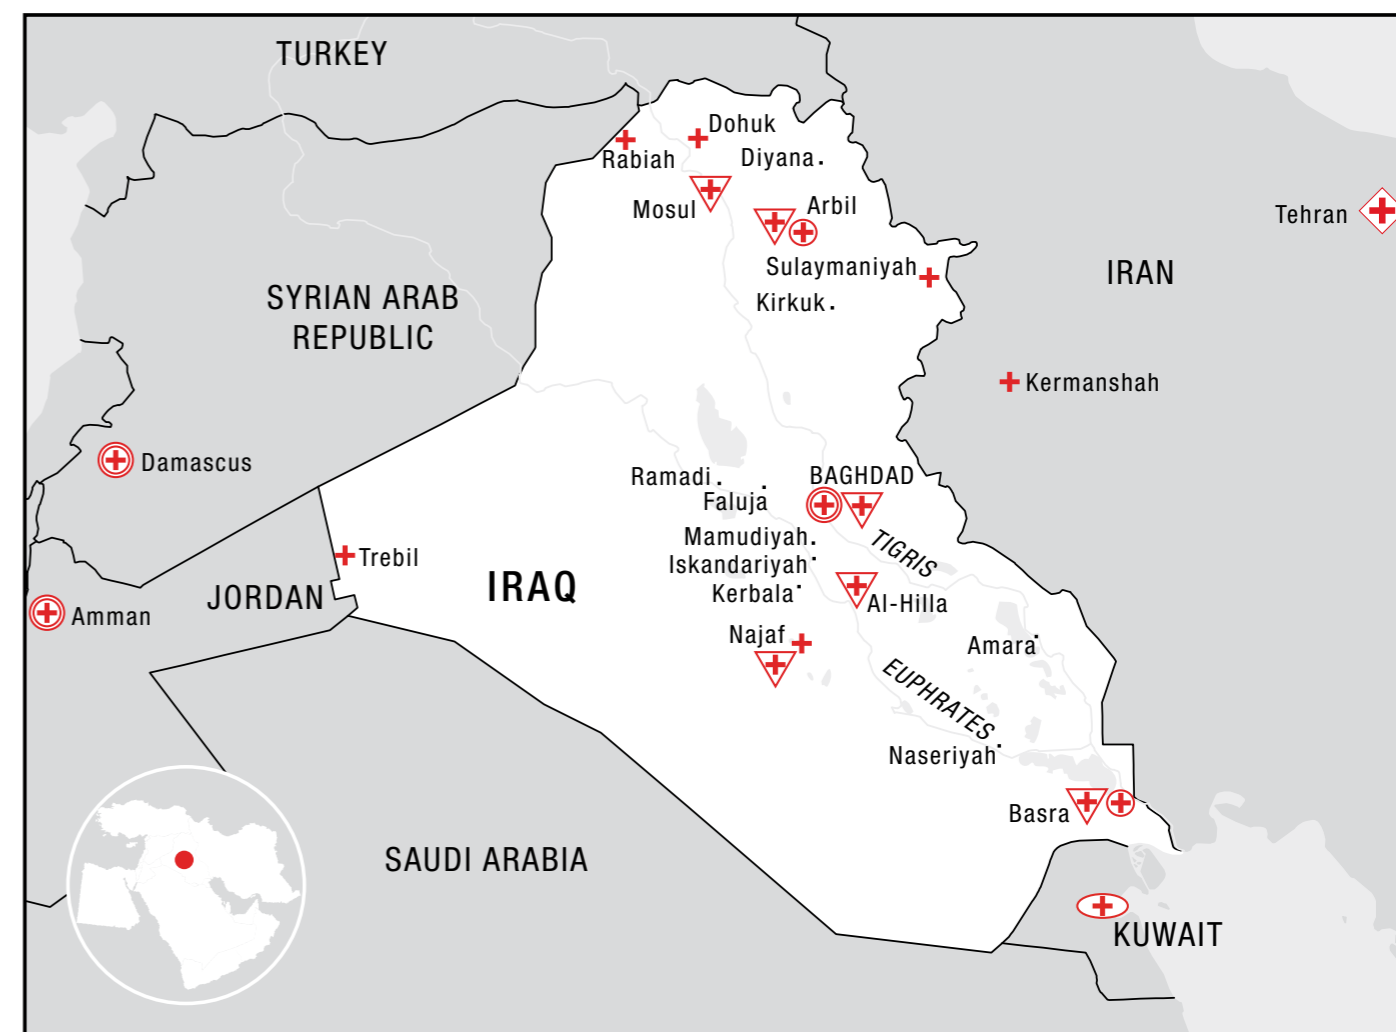 TURKEY
Dohuk
Rabiah
Diyana
Mosul
Arbil
Tehran
Sulaymaniyah
IRAN
SYRIAN ARAB
REPUBLIC
Kirkuk
Kermanshah
Damascus
Ramadi
BAGHDAD
Faluja
Mamudiyah
TIGRIS
Trebil
Iskandariyah
IRAQ
Kerbala
JORDAN
Al-Hilla
Amman
Najaf
Amara
EUPHRATES
Naseriyah
Basra
SAUDI ARABIA
KUWAIT